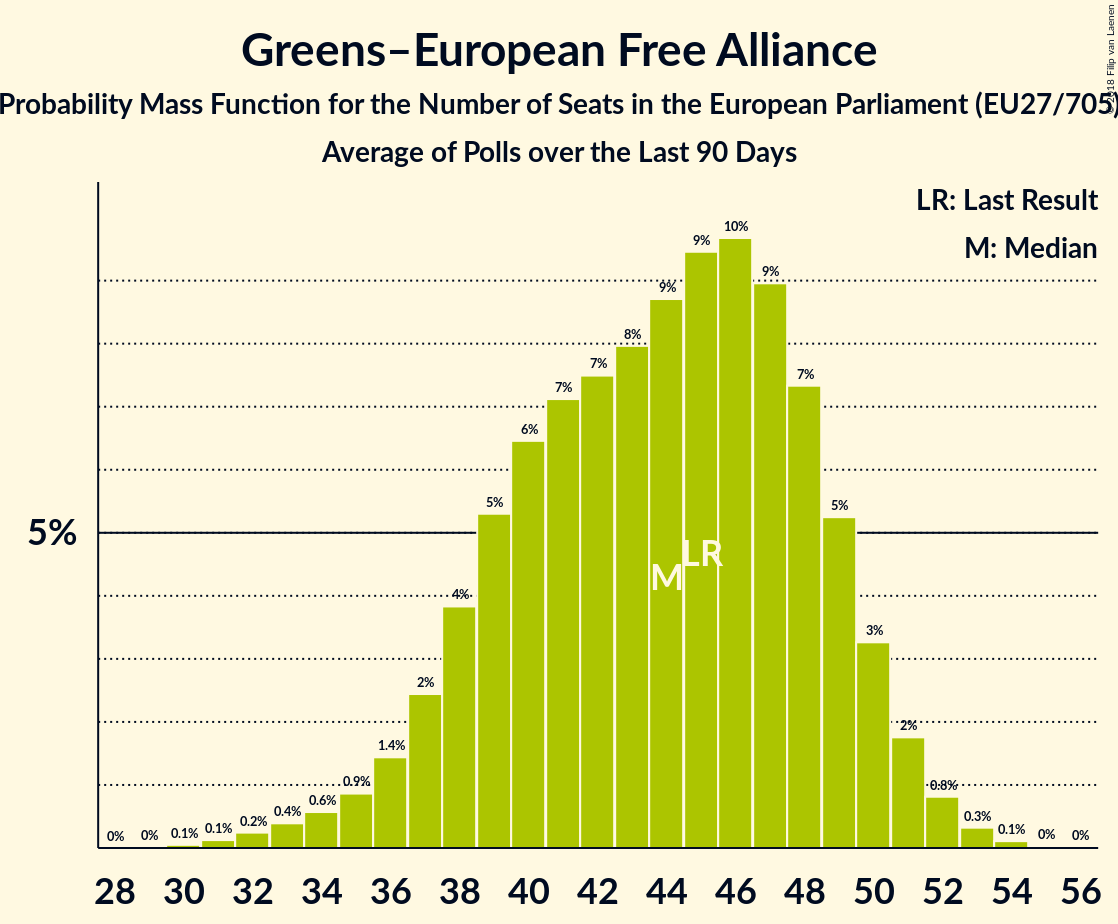 Greens–European Free Alliance
Probability Mass Function for the Number of Seats in the European Parliament (EU27/705)
Average of Polls over the Last 90 Days
© 2018 Filip van Laenen
LR: Last Result
M: Median
5%
0% 0% 0.1% 0.1% 0.2% 0.4% 0.6% 0.9% 1.4% 2% 4% 5% 6% 7% 7% 8% 9% 9% 10% 9% 7% 5% 3% 2% 0.8% 0.3% 0.1% 0% 0%
M LR
28 30 32 34 36 38 40 42 44 46 48 50 52 54 56